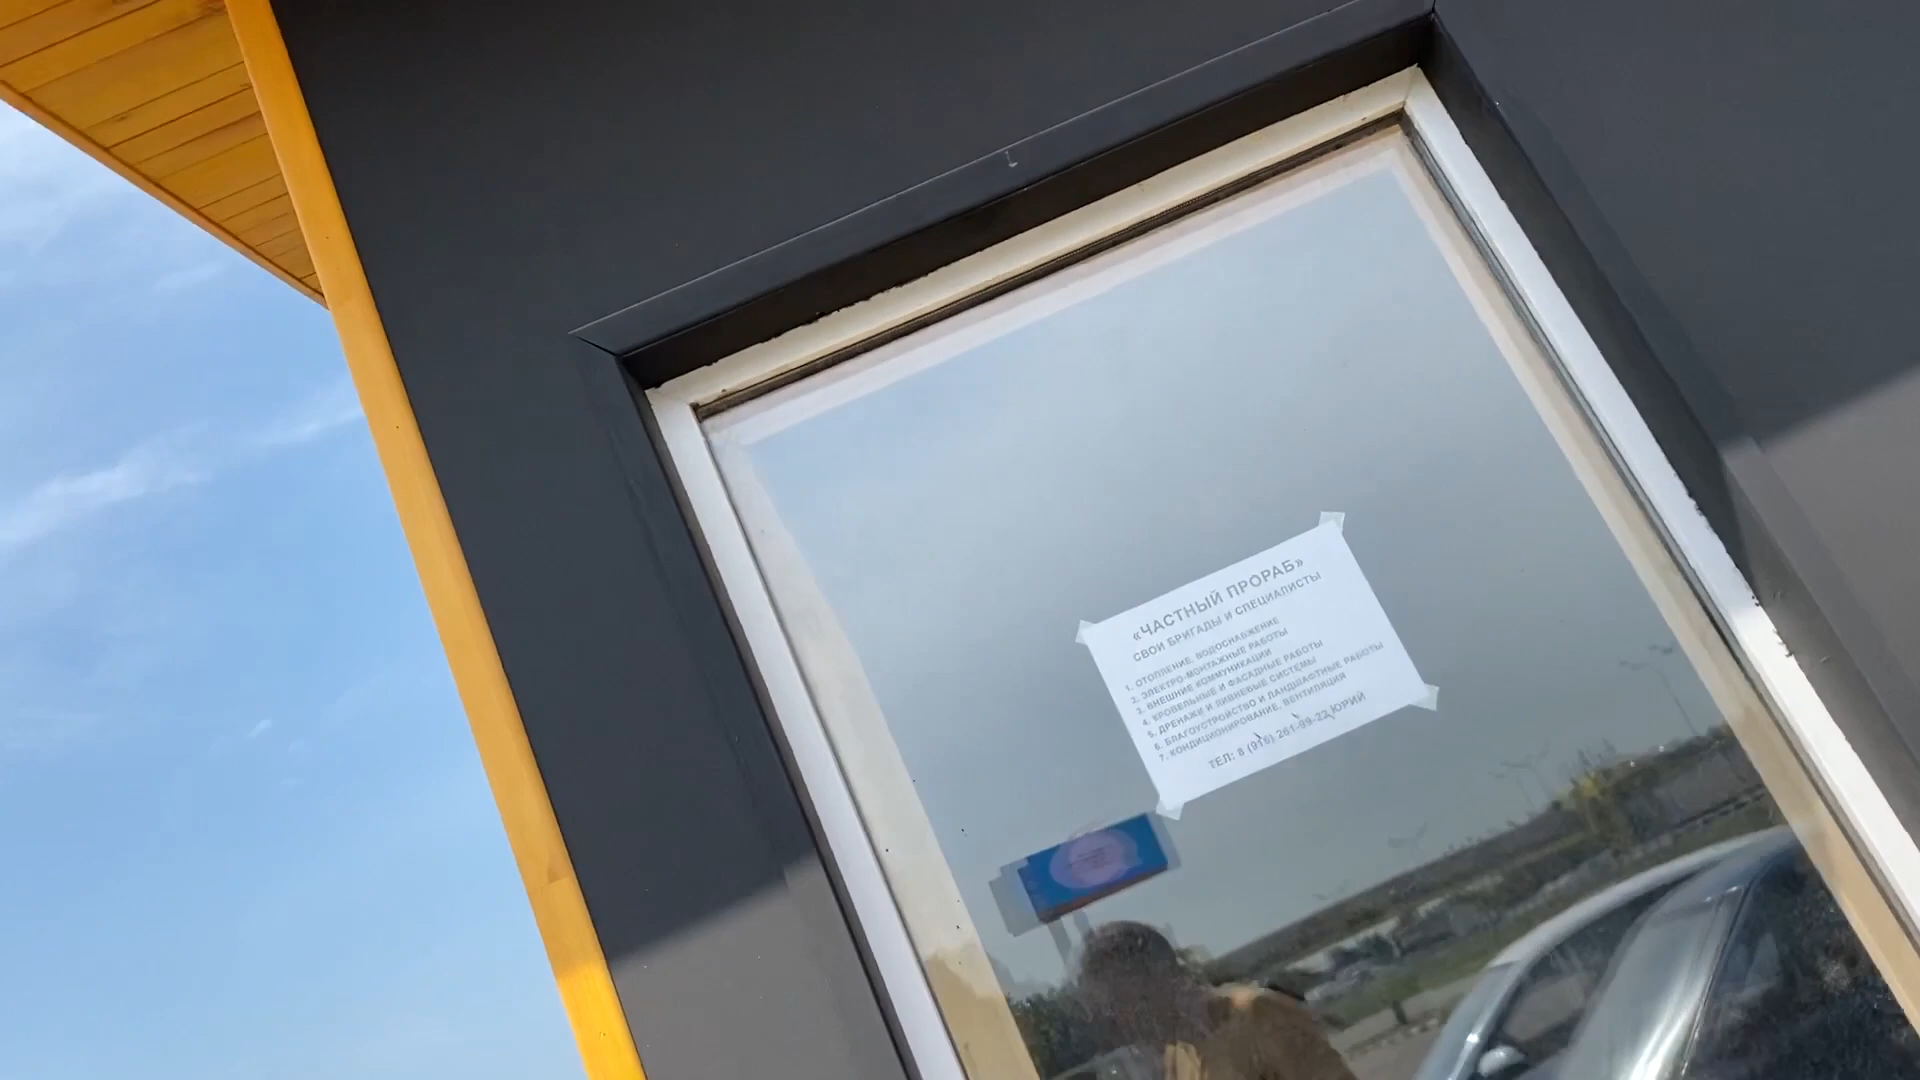 «ЧАСТНЫЙ ПРОРАБ»
СВОИ БРИГАДЫ И СПЕЦИАЛИСТЫ
1. ОТОПЛЕНИЕ, ВОДОСНАБЖЕНИЕ
2. ЭЛЕКТРО-МОНТАЖНЫЕ РАБОТЫ
3. ВНЕШНИЕ КОММУНИКАЦИИ
4. КРОВЕЛЬНЫЕ И ФАСАДНЫЕ РАБОТЫ
5. ДРЕНАЖИ И ЛИВНЕВЫЕ СИСТЕМЫ
6. БЛАГОУСТРОЙСТВО И ЛАНДШАФТНЫЕ РАБОТЫ
7. КОНДИЦИОНИРОВАНИЕ, ВЕНТИЛЯЦИЯ
ТЕЛ: 8 (916) 261-99-22 ЮРИЙ